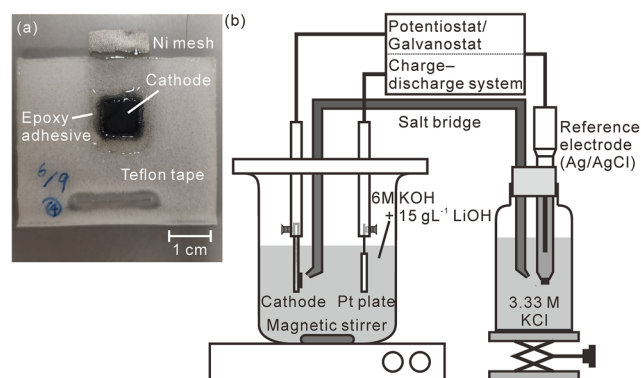 (a)
Ni mesh
Cathode
Epoxy
adhesive
Teflon tape
6/9
1 cm
(b)
Potentiostat/
Galvanostat
Charge–
discharge system
Salt bridge
Reference
electrode
(Ag/AgCl)
6M KOH
+ 15 gL⁻¹ LiOH
Cathode
Pt plate
Magnetic stirrer
3.33 M
KCl